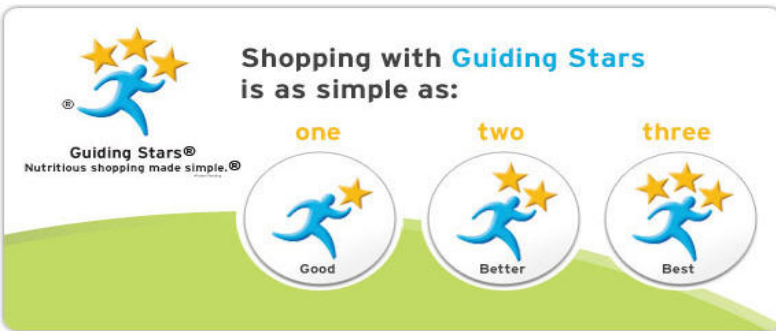 Shopping with Guiding Stars
is as simple as:
®
Guiding Stars®
Nutritious shopping made simple.®
one
two
three
Good
Better
Best